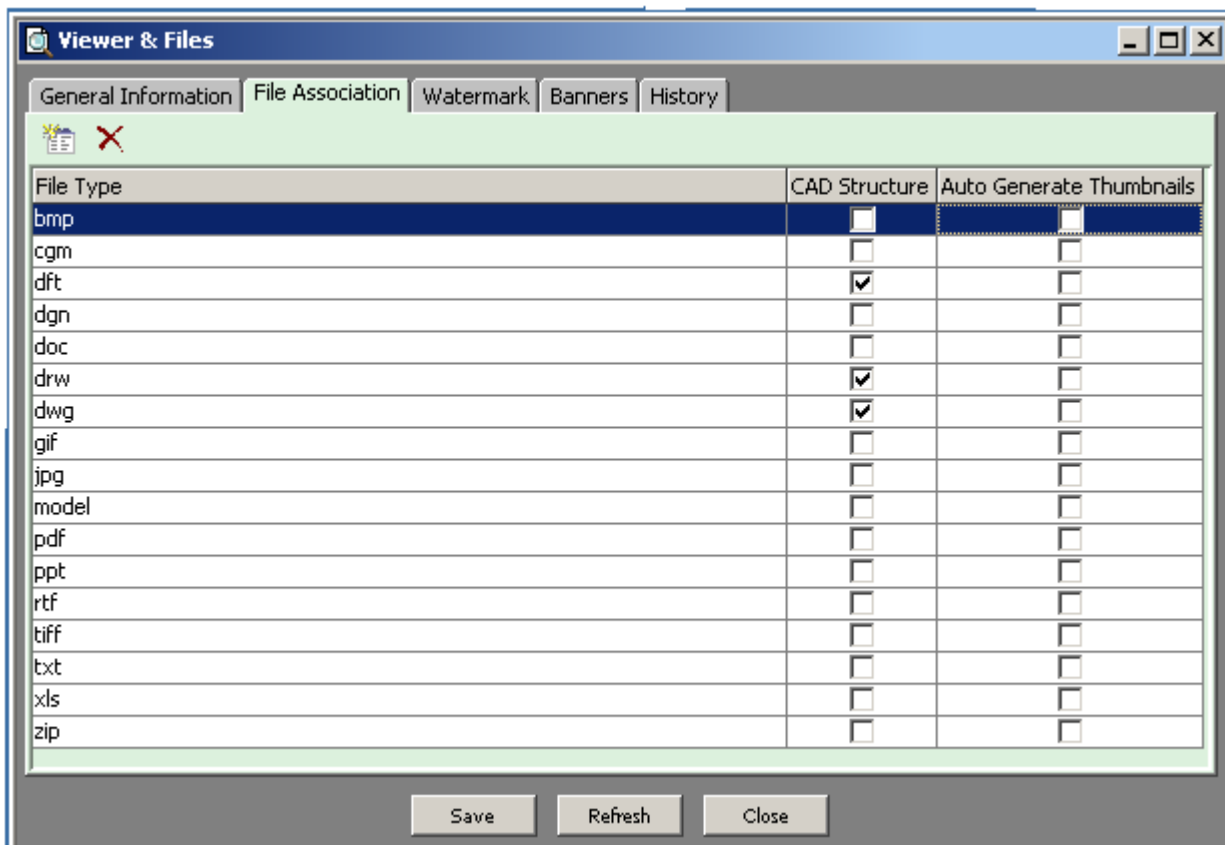 Viewer & Files
General Information File Association Watermark Banners History
File Type CAD Structure Auto Generate Thumbnails
bmp
cgm
dft
dgn
doc
drw
dwg
gif
jpg
model
pdf
ppt
rtf
tiff
txt
xls
zip
Save Refresh Close